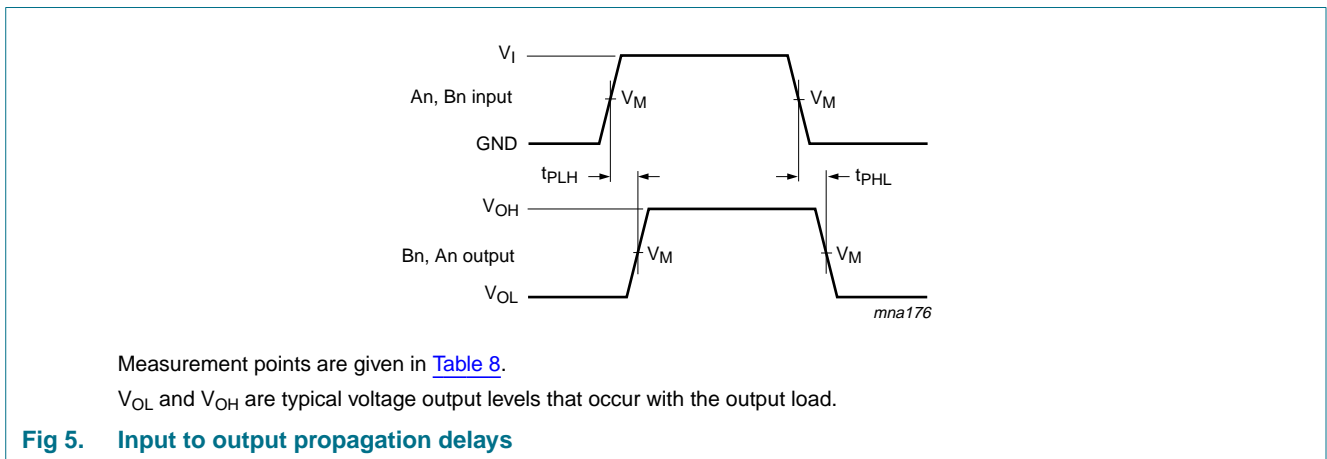 VI
An, Bn input
VM
VM
GND
tPLH
tPHL
VOH
Bn, An output
VM
VM
VOL
mna176
Measurement points are given in Table 8.
VOL and VOH are typical voltage output levels that occur with the output load.
Fig 5. Input to output propagation delays